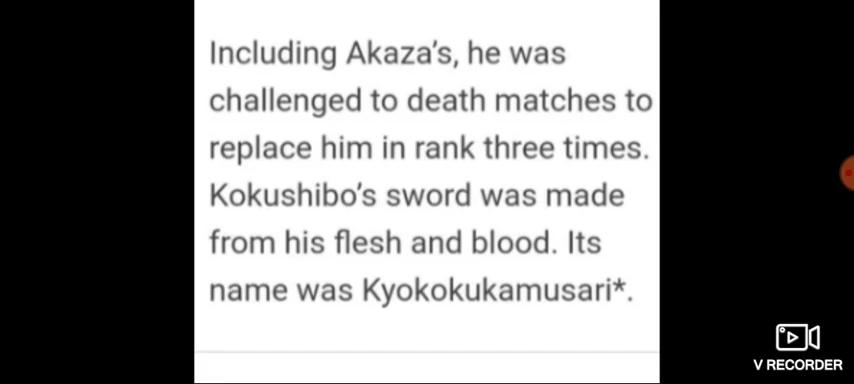 Including Akaza's, he was
challenged to death matches to
replace him in rank three times.
Kokushibo's sword was made
from his flesh and blood. Its
name was Kyokokukamusari*.
V RECORDER